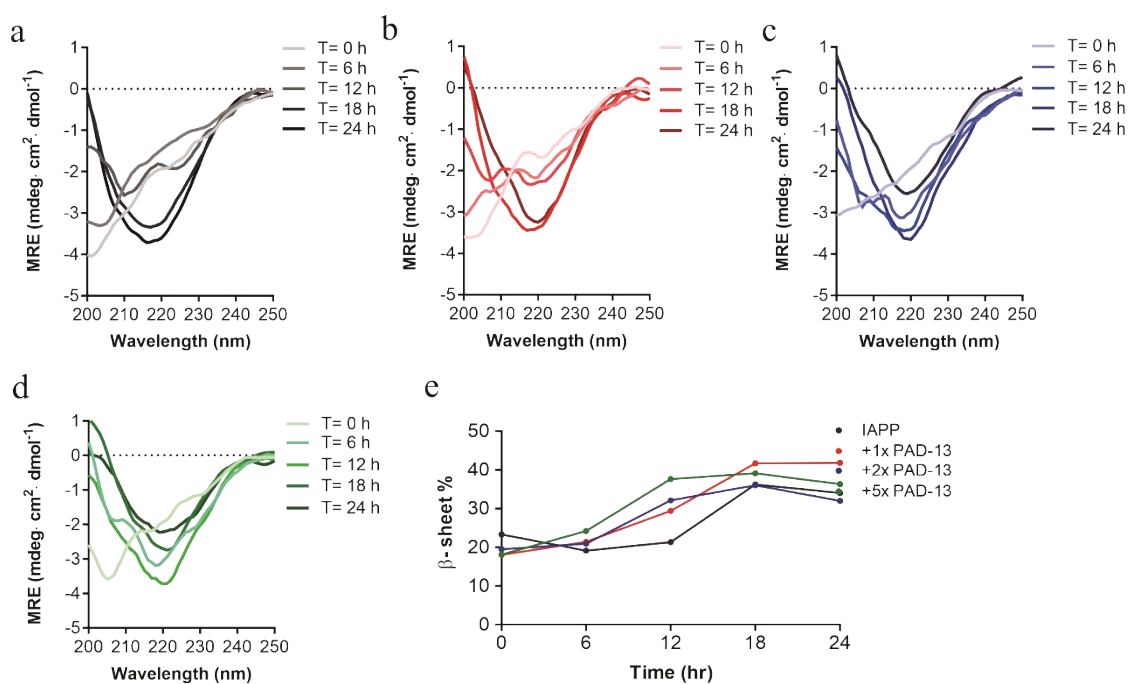 a
T= 0 h
T= 6 h
T= 12 h
T= 18 h
T= 24 h
1
0
-1
-2
-3
-4
-5
MRE (mdeg· cm²· dmol⁻¹)
200 210 220 230 240 250
Wavelength (nm)
b
T= 0 h
T= 6 h
T= 12 h
T= 18 h
T= 24 h
1
0
-1
-2
-3
-4
-5
MRE (mdeg· cm²· dmol⁻¹)
200 210 220 230 240 250
Wavelength (nm)
c
T= 0 h
T= 6 h
T= 12 h
T= 18 h
T= 24 h
1
0
-1
-2
-3
-4
-5
MRE (mdeg· cm²· dmol⁻¹)
200 210 220 230 240 250
Wavelength (nm)
d
T= 0 h
T= 6 h
T= 12 h
T= 18 h
T= 24 h
1
0
-1
-2
-3
-4
-5
MRE (mdeg· cm²· dmol⁻¹)
200 210 220 230 240 250
Wavelength (nm)
e
IAPP
+1x PAD-13
+2x PAD-13
+5x PAD-13
50
40
30
20
10
0
β- sheet %
0 6 12 18 24
Time (hr)